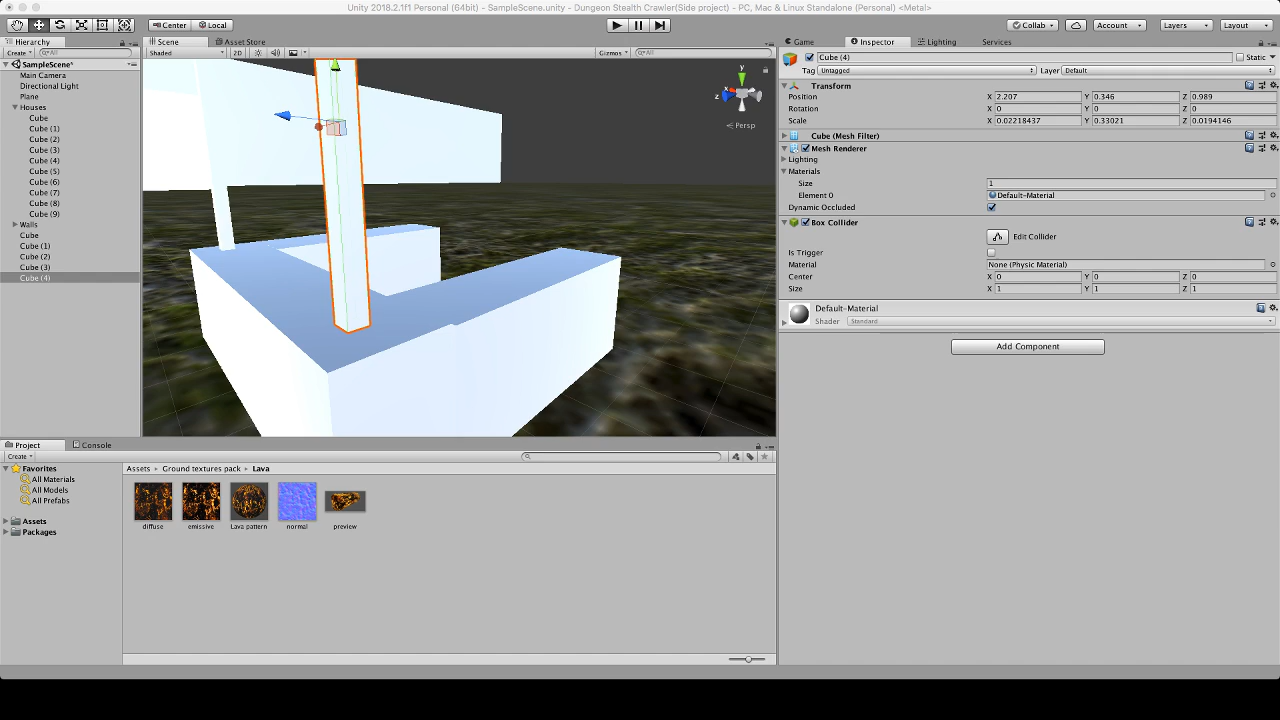 Unity 2018.2.1f1 Personal (64bit) - SampleScene.unity - Dungeon Stealth Crawler(Side project) - PC, Mac & Linux Standalone (Personal) <Metal>
Center Local Collab Account Layers Layout
Hierarchy Scene Asset Store Game Inspector Lighting Services
Create All Shaded 2D Gizmos All
SampleScene*
Main Camera
Directional Light
Plane
Houses
Cube
Cube (1)
Cube (2)
Cube (3)
Cube (4)
Cube (5)
Cube (6)
Cube (7)
Cube (8)
Cube (9)
Walls
Cube
Cube (1)
Cube (2)
Cube (3)
Cube (4)
y
x
z
Persp
Cube (4) Static
Tag Untagged Layer Default
Transform
Position X 2.207 Y 0.346 Z 0.989
Rotation X 0 Y 0 Z 0
Scale X 0.02218437 Y 0.33021 Z 0.0194146
Cube (Mesh Filter)
Mesh Renderer
Lighting
Materials
Size 1
Element 0 Default-Material
Dynamic Occluded
Box Collider
Edit Collider
Is Trigger
Material None (Physic Material)
Center X 0 Y 0 Z 0
Size X 1 Y 1 Z 1
Default-Material
Shader Standard
Add Component
Project Console
Create
Favorites
All Materials
All Models
All Prefabs
Assets
Packages
Assets Ground textures pack Lava
diffuse emissive Lava pattern normal preview